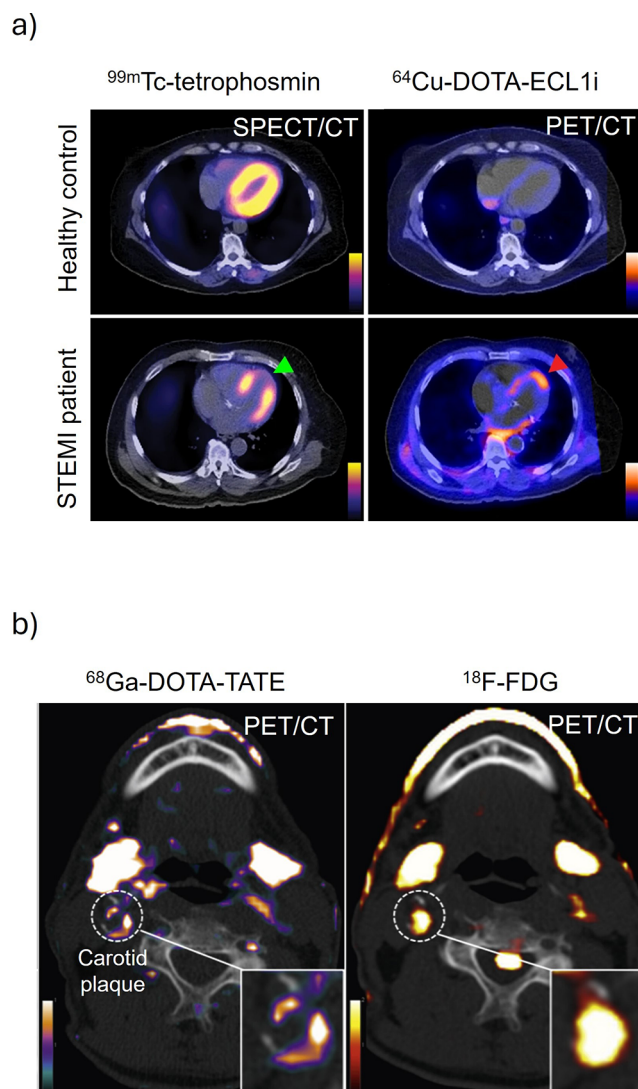 a)
⁹⁹ᵐTc-tetrophosmin
⁶⁴Cu-DOTA-ECL1i
Healthy control
SPECT/CT
PET/CT
STEMI patient
b)
⁶⁸Ga-DOTA-TATE
¹⁸F-FDG
PET/CT
PET/CT
Carotid
plaque